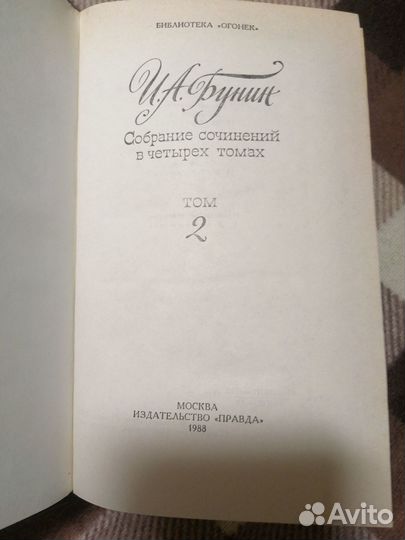 БИБЛИОТЕКА «ОГОНЕК»
И.А.Бунин
Собрание сочинений
в четырех томах
ТОМ
2
МОСКВА
ИЗДАТЕЛЬСТВО «ПРАВДА»
1988
Avito